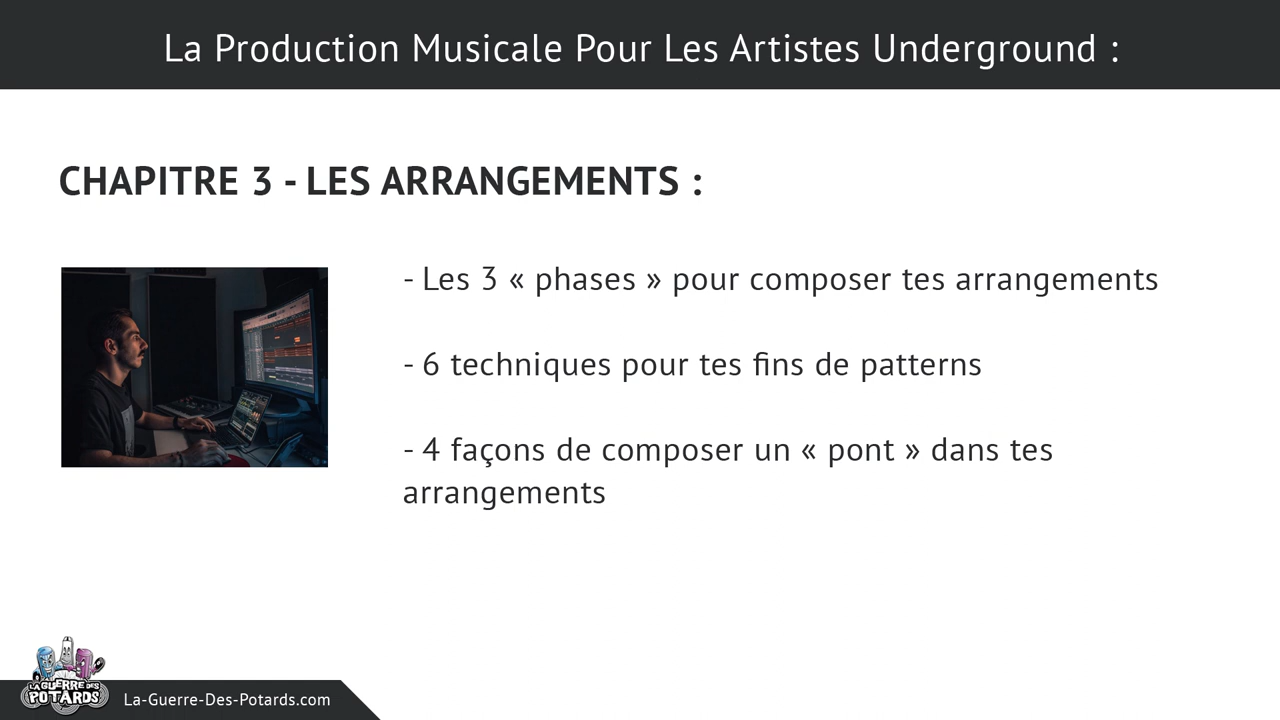 La Production Musicale Pour Les Artistes Underground :
CHAPITRE 3 - LES ARRANGEMENTS :
- Les 3 « phases » pour composer tes arrangements
- 6 techniques pour tes fins de patterns
- 4 façons de composer un « pont » dans tes
arrangements
LA GUERRE DES
POTARDS
La-Guerre-Des-Potards.com